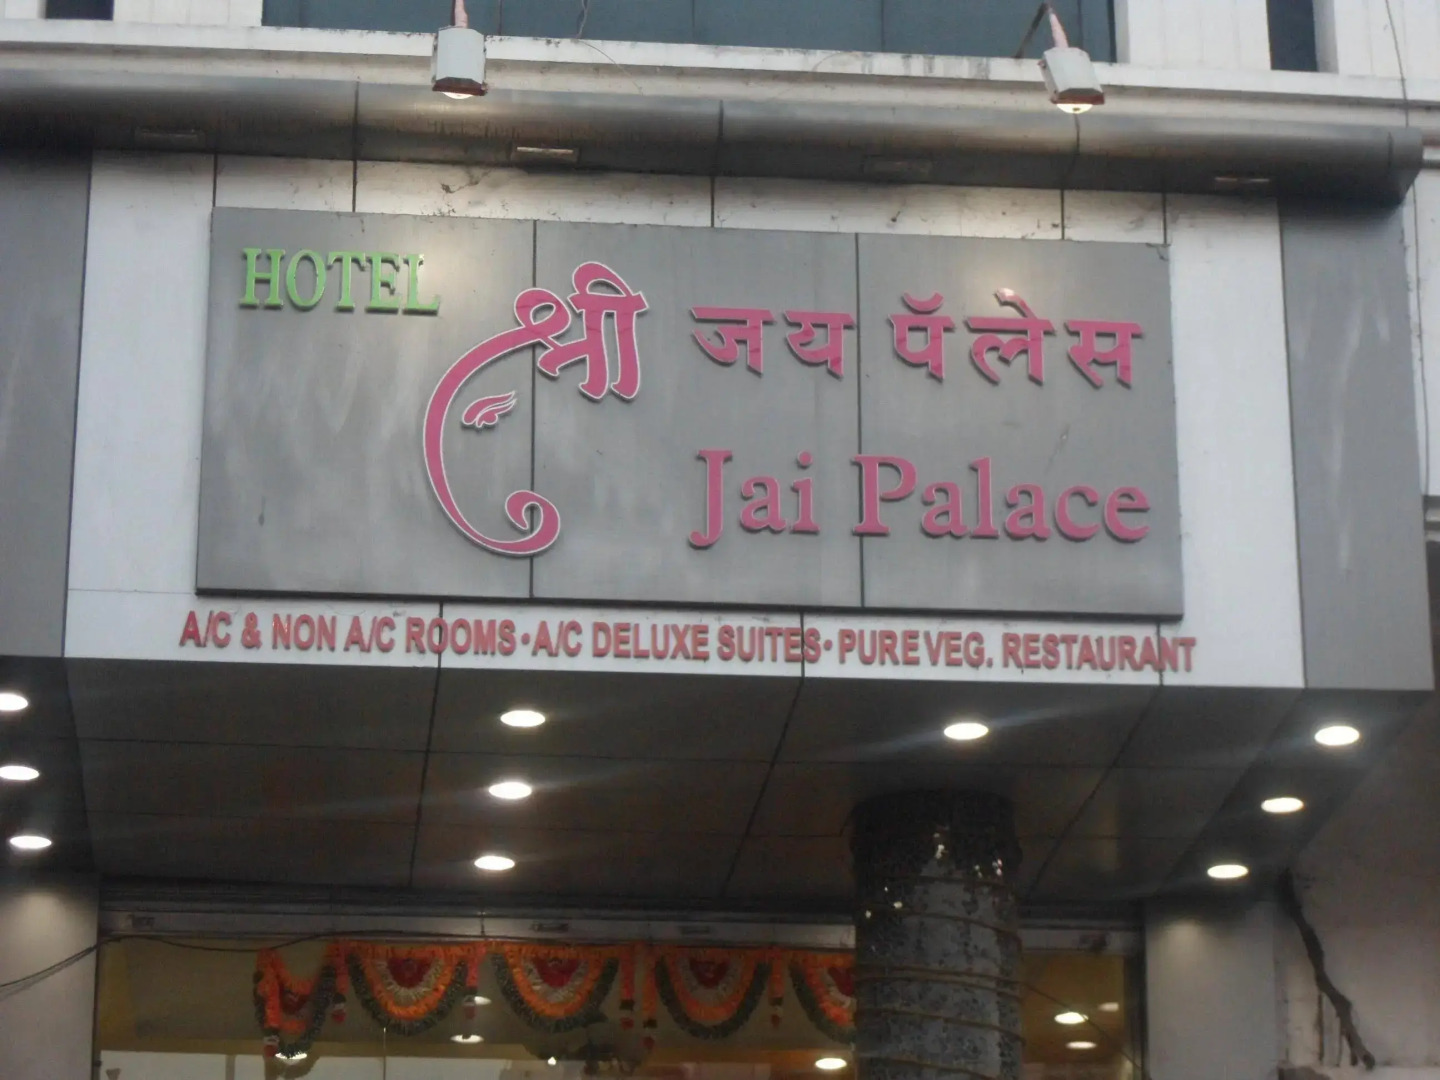 HOTEL
श्री जय पॅलेस
Jai Palace
A/C & NON A/C ROOMS • A/C DELUXE SUITES • PURE VEG. RESTAURANT